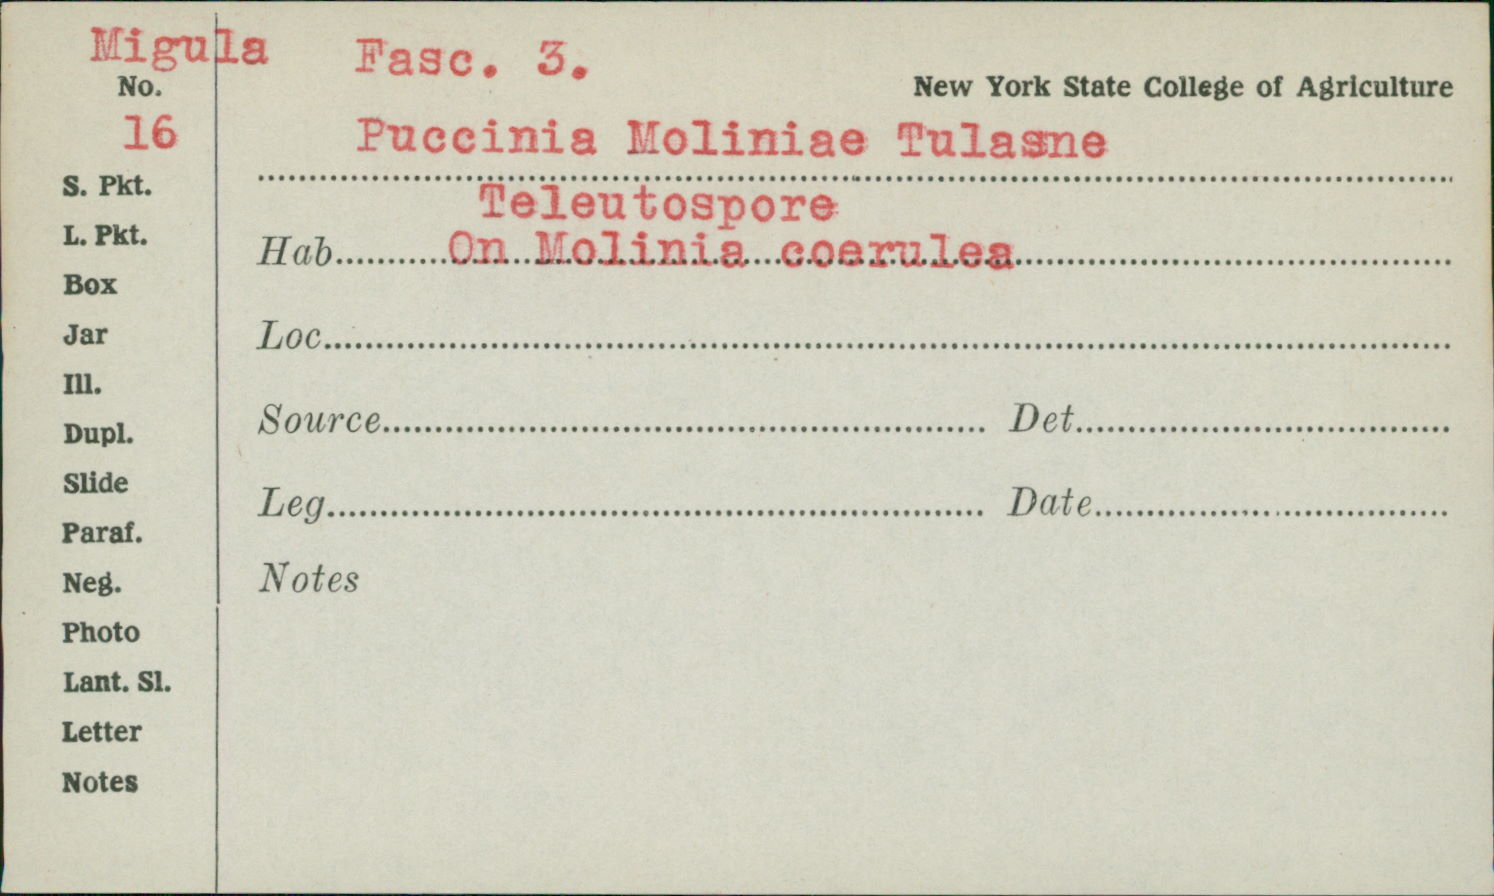 Migula Fasc. 3.
No.
New York State College of Agriculture
16
Puccinia Moliniae Tulasne
S. Pkt.
Teleutospore
L. Pkt.
Hab. On Molinia coerulea
Box
Jar
Loc.
Ill.
Dupl.
Source Det.
Slide
Leg. Date
Paraf.
Neg.
Notes
Photo
Lant. Sl.
Letter
Notes